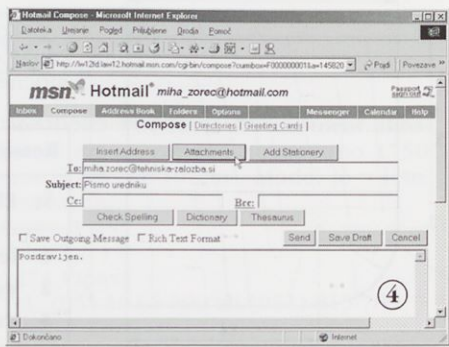 Hotmail Compose - Microsoft Internet Explorer
Datoteka Urejanje Pogled Priljubljene Orodja Pomoč
Naslov http://lw12fd.law12.hotmail.msn.com/cgi-bin/compose?curmbox=F000000001&a=145820 Pojdi Povezave »
msn Hotmail® miha_zorec@hotmail.com Passport sign out
Inbox Compose Address Book Folders Options Messenger Calendar Help
Compose [ Directories | Greeting Cards ]
Insert Address Attachments Add Stationery
To: miha.zorec@tehniska-zalozba.si
Subject: Pismo uredniku
Cc: Bcc:
Check Spelling Dictionary Thesaurus
Save Outgoing Message Rich Text Format Send Save Draft Cancel
Pozdravljen.
4
Dokončano Internet